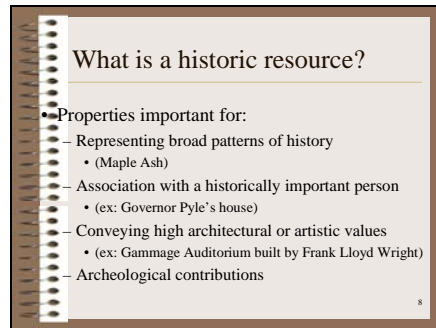 What is a historic resource?
• Properties important for:
– Representing broad patterns of history
• (Maple Ash)
– Association with a historically important person
• (ex: Governor Pyle's house)
– Conveying high architectural or artistic values
• (ex: Gammage Auditorium built by Frank Lloyd Wright)
– Archeological contributions
8